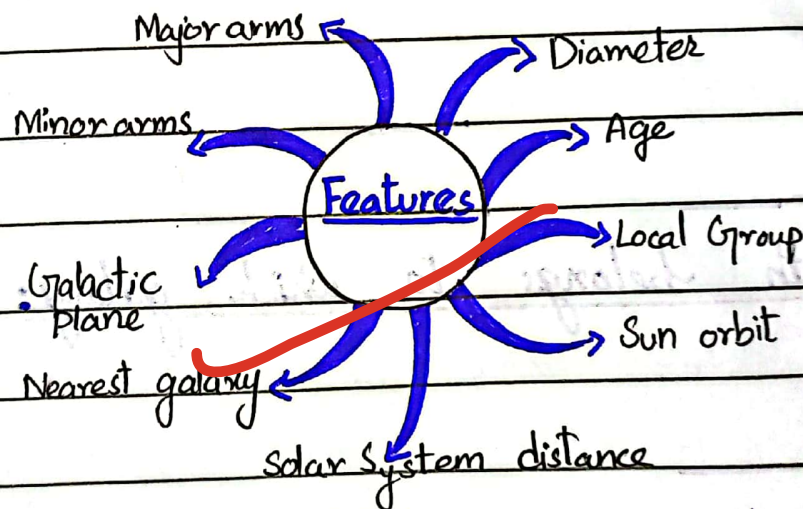 Major arms
Diameter
Minor arms
Age
Features
Local Group
Galactic
plane
Sun orbit
Nearest galaxy
Solar System distance